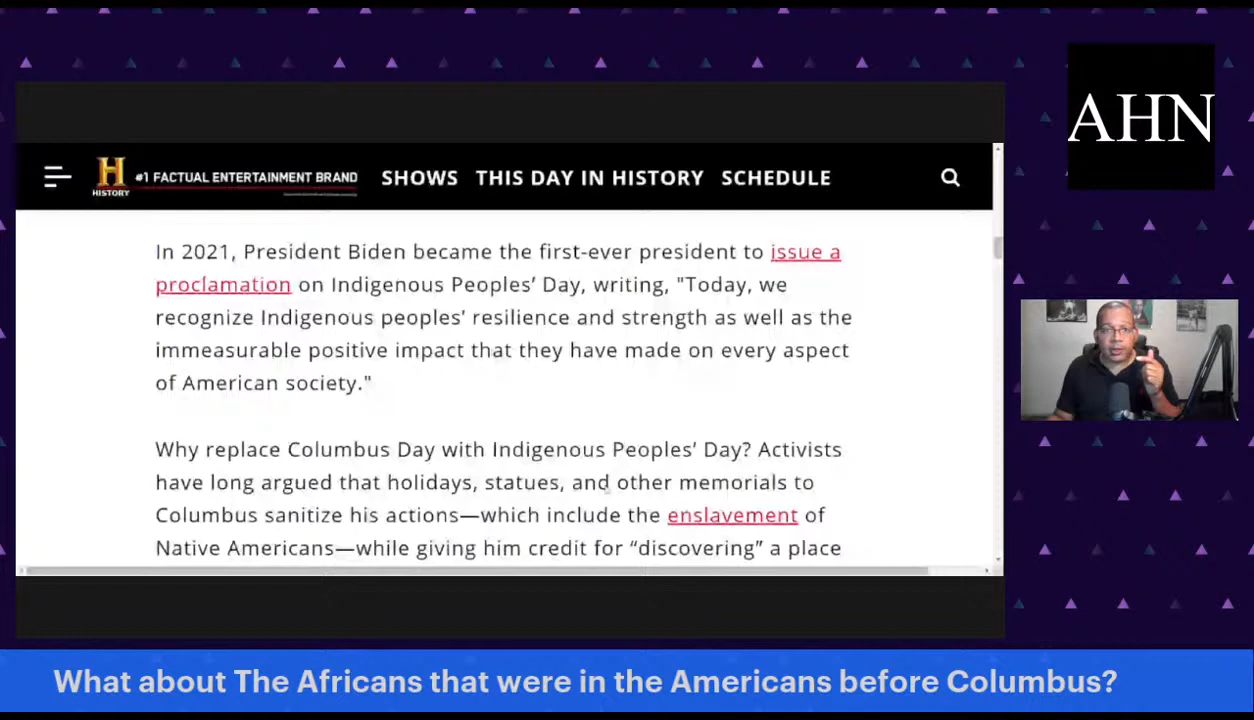 AHN
H
HISTORY
#1 FACTUAL ENTERTAINMENT BRAND
SHOWS THIS DAY IN HISTORY SCHEDULE
In 2021, President Biden became the first-ever president to issue a
proclamation on Indigenous Peoples’ Day, writing, "Today, we
recognize Indigenous peoples’ resilience and strength as well as the
immeasurable positive impact that they have made on every aspect
of American society."
Why replace Columbus Day with Indigenous Peoples’ Day? Activists
have long argued that holidays, statues, and other memorials to
Columbus sanitize his actions—which include the enslavement of
Native Americans—while giving him credit for “discovering” a place
What about The Africans that were in the Americans before Columbus?